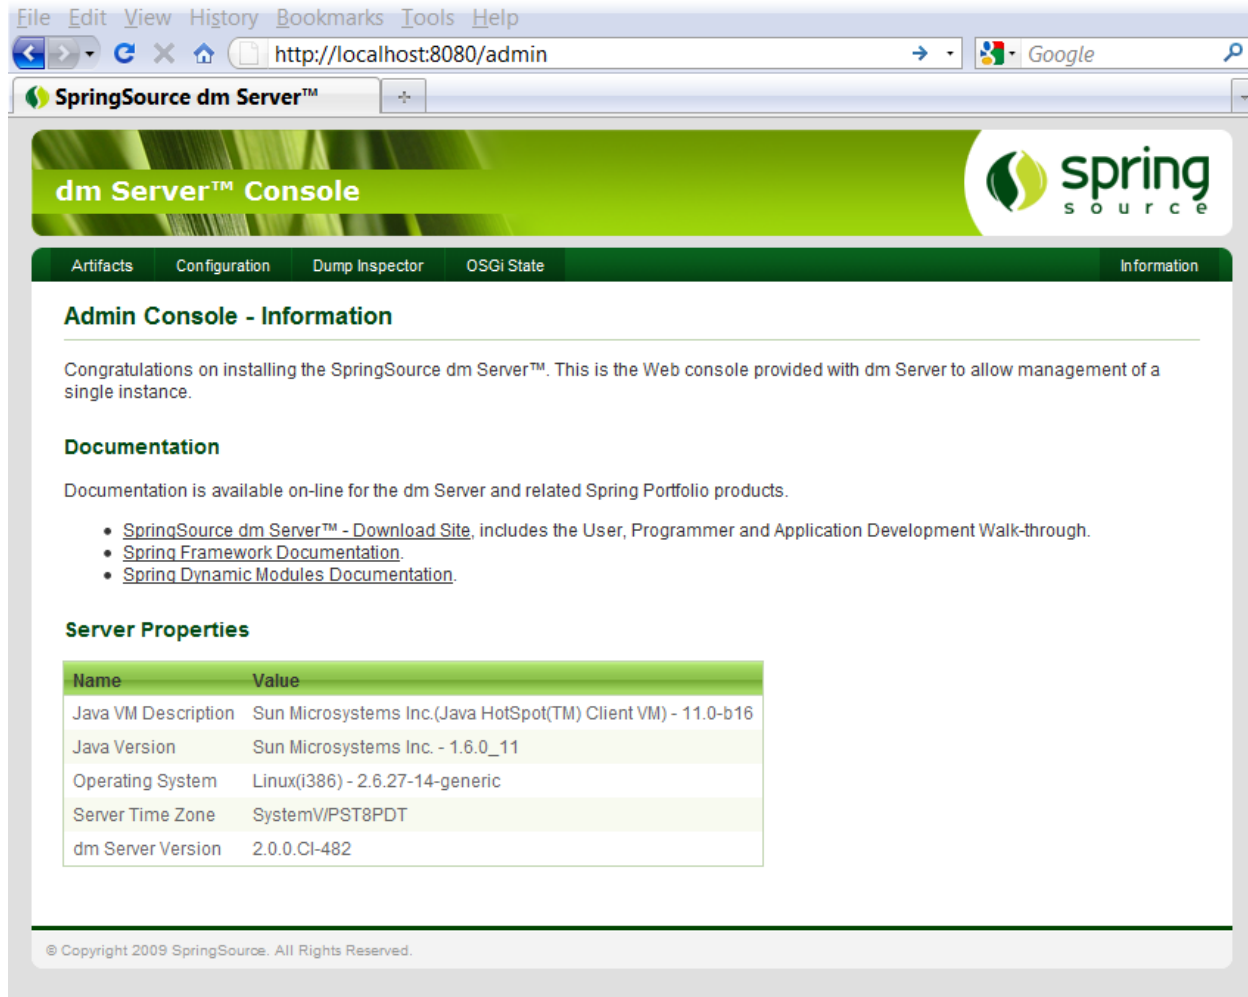 File Edit View History Bookmarks Tools Help
http://localhost:8080/admin Google
SpringSource dm Server™
dm Server™ Console
spring
source
Artifacts Configuration Dump Inspector OSGi State Information
Admin Console - Information
Congratulations on installing the SpringSource dm Server™. This is the Web console provided with dm Server to allow management of a
single instance.
Documentation
Documentation is available on-line for the dm Server and related Spring Portfolio products.
• SpringSource dm Server™ - Download Site, includes the User, Programmer and Application Development Walk-through.
• Spring Framework Documentation.
• Spring Dynamic Modules Documentation.
Server Properties
Name Value
Java VM Description Sun Microsystems Inc.(Java HotSpot(TM) Client VM) - 11.0-b16
Java Version Sun Microsystems Inc. - 1.6.0_11
Operating System Linux(i386) - 2.6.27-14-generic
Server Time Zone SystemV/PST8PDT
dm Server Version 2.0.0.CI-482
© Copyright 2009 SpringSource. All Rights Reserved.